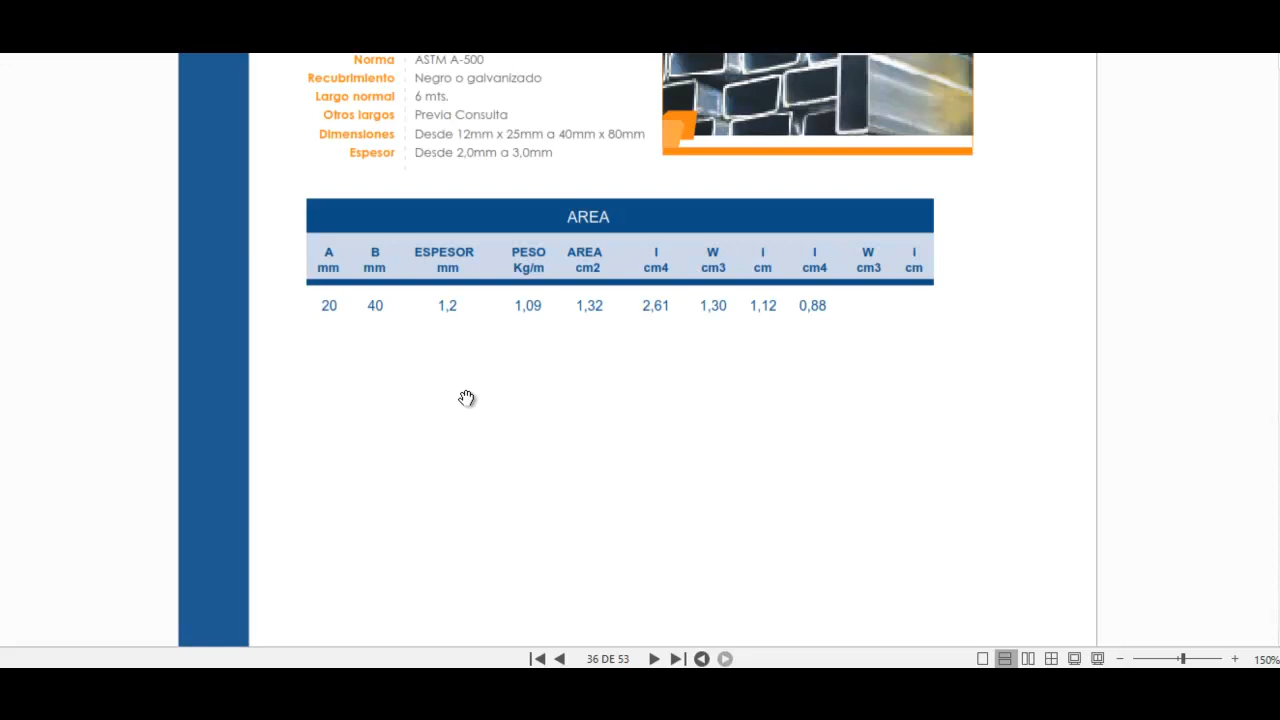 Norma ASTM A-500
Recubrimiento Negro o galvanizado
Largo normal 6 mts.
Otros largos Previa Consulta
Dimensiones Desde 12mm x 25mm a 40mm x 80mm
Espesor Desde 2,0mm a 3,0mm
AREA
A B ESPESOR PESO AREA I W i I W i
mm mm mm Kg/m cm2 cm4 cm3 cm cm4 cm3 cm
20 40 1,2 1,09 1,32 2,61 1,30 1,12 0,88
36 DE 53
150%